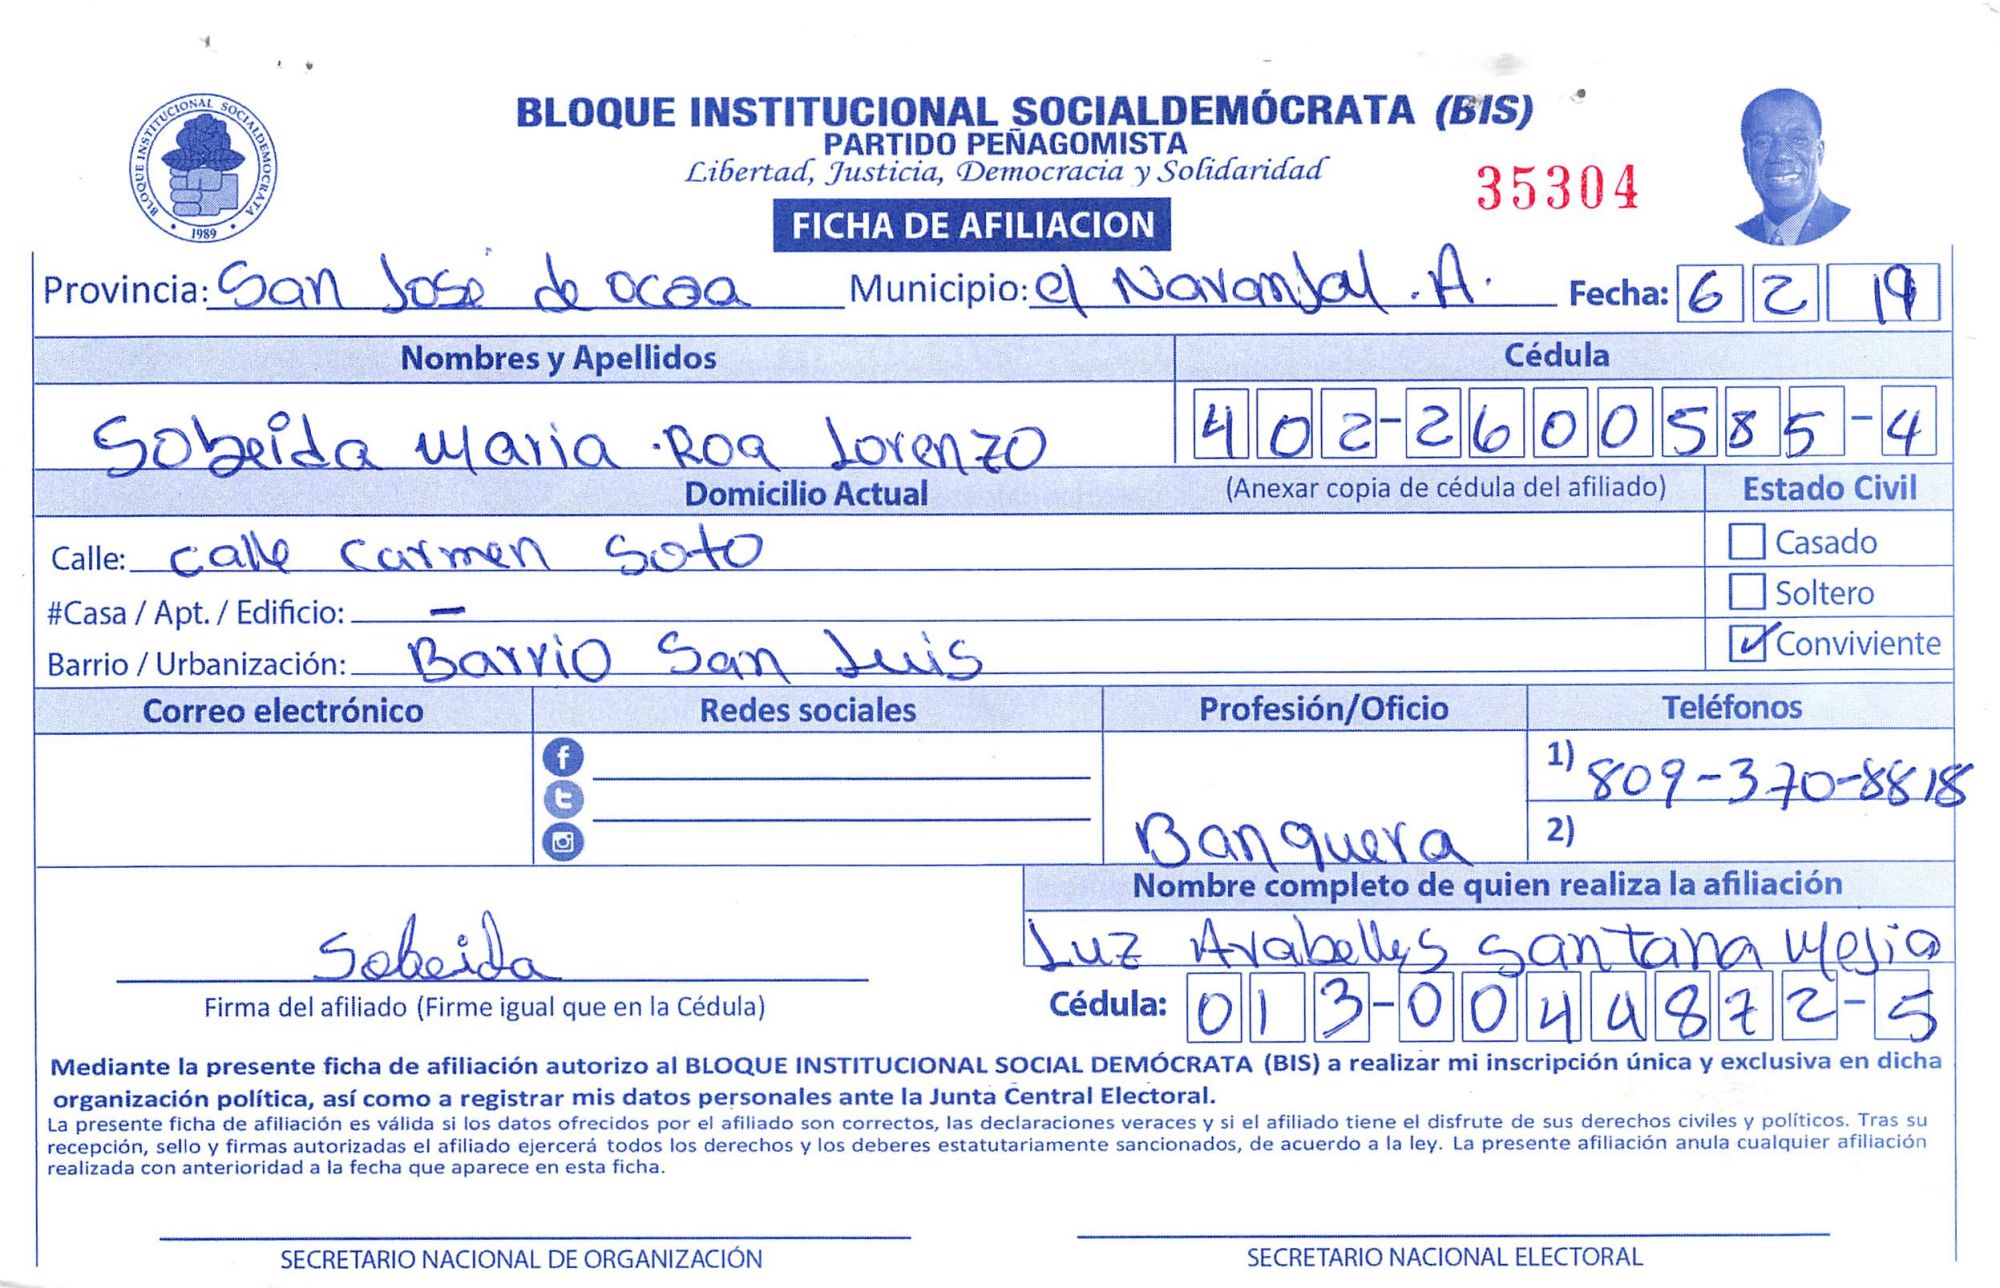 BLOQUE INSTITUCIONAL SOCIALDEMÓCRATA (BIS)
PARTIDO PEÑAGOMISTA
Libertad, Justicia, Democracia y Solidaridad
35304
FICHA DE AFILIACION
BLOQUE INSTITUCIONAL SOCIALDEMOCRATA
1989
Provincia: San José de ocoa Municipio: el Naranjal .A. Fecha: 6 2 19
Nombres y Apellidos Cédula
Sobeida Maria Roa Lorenzo 402-2600585-4
Domicilio Actual (Anexar copia de cédula del afiliado) Estado Civil
Calle: calle Carmen Soto Casado
#Casa / Apt. / Edificio: – Soltero
Barrio / Urbanización: Barrio San Luis Conviviente
Correo electrónico Redes sociales Profesión/Oficio Teléfonos
1) 809-370-8818
Banquera 2)
Nombre completo de quien realiza la afiliación
Luz Arabellys Santana Mejia
Sobeida
Firma del afiliado (Firme igual que en la Cédula) Cédula: 013-0044872-5
Mediante la presente ficha de afiliación autorizo al BLOQUE INSTITUCIONAL SOCIAL DEMÓCRATA (BIS) a realizar mi inscripción única y exclusiva en dicha
organización política, así como a registrar mis datos personales ante la Junta Central Electoral.
La presente ficha de afiliación es válida si los datos ofrecidos por el afiliado son correctos, las declaraciones veraces y si el afiliado tiene el disfrute de sus derechos civiles y políticos. Tras su
recepción, sello y firmas autorizadas el afiliado ejercerá todos los derechos y los deberes estatutariamente sancionados, de acuerdo a la ley. La presente afiliación anula cualquier afiliación
realizada con anterioridad a la fecha que aparece en esta ficha.
SECRETARIO NACIONAL DE ORGANIZACIÓN SECRETARIO NACIONAL ELECTORAL